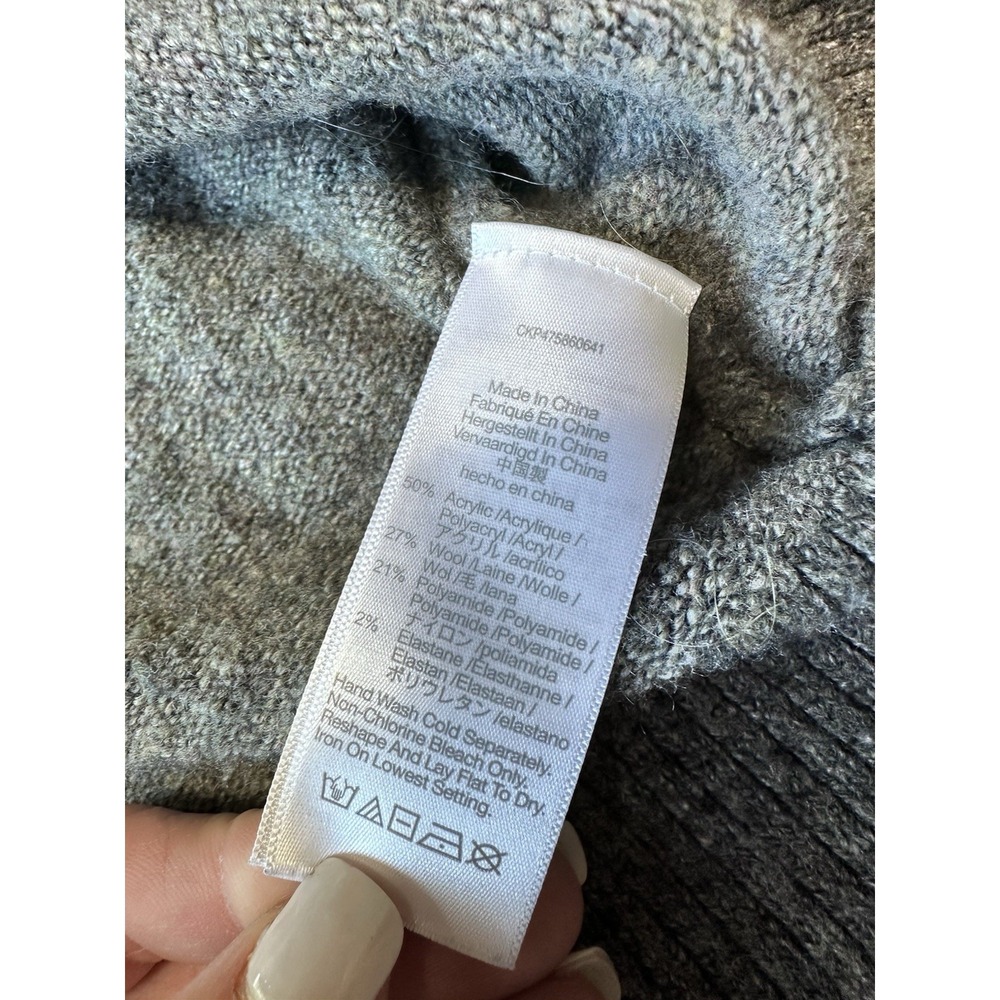 CKP475860641
Made In China
Fabriqué En Chine
Hergestellt In China
Vervaardigd In China
中国製
hecho en china
50% Acrylic /Acrylique /
Polyacryl /Acryl /
アクリル /acrílico
27% Wool /Laine /Wolle /
Wol /毛 /lana
21% Polyamide /Polyamide /
Polyamide /Polyamide /
ナイロン /poliamida
2% Elastane /Elasthanne /
Elastan /Elastaan /
ポリウレタン /elastano
Hand Wash Cold Separately.
Non-Chlorine Bleach Only.
Reshape And Lay Flat To Dry.
Iron On Lowest Setting.